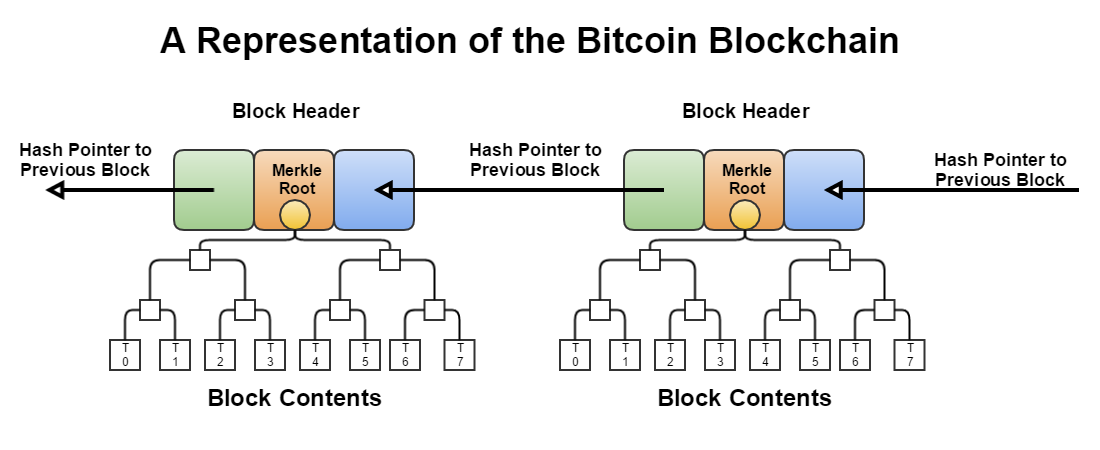 A Representation of the Bitcoin Blockchain
Block Header
Block Header
Hash Pointer to
Previous Block
Merkle
Root
Hash Pointer to
Previous Block
Merkle
Root
Hash Pointer to
Previous Block
T
0
T
1
T
2
T
3
T
4
T
5
T
6
T
7
T
0
T
1
T
2
T
3
T
4
T
5
T
6
T
7
Block Contents
Block Contents